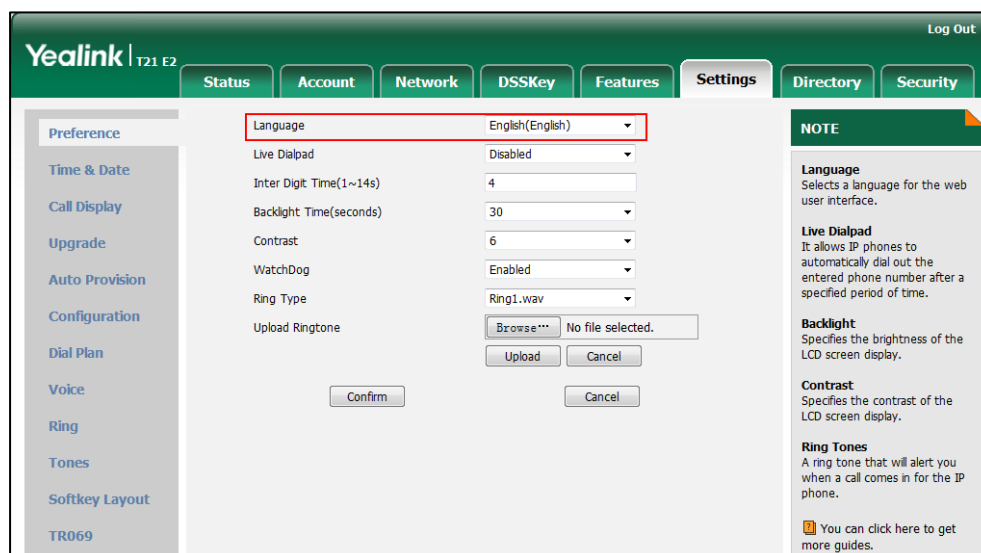 Log Out
Yealink T21 E2
Status Account Network DSSKey Features Settings Directory Security
Preference
Time & Date
Call Display
Upgrade
Auto Provision
Configuration
Dial Plan
Voice
Ring
Tones
Softkey Layout
TR069
Language English(English)
Live Dialpad Disabled
Inter Digit Time(1~14s) 4
Backlight Time(seconds) 30
Contrast 6
WatchDog Enabled
Ring Type Ring1.wav
Upload Ringtone Browse... No file selected.
Upload Cancel
Confirm Cancel
NOTE
Language
Selects a language for the web
user interface.
Live Dialpad
It allows IP phones to
automatically dial out the
entered phone number after a
specified period of time.
Backlight
Specifies the brightness of the
LCD screen display.
Contrast
Specifies the contrast of the
LCD screen display.
Ring Tones
A ring tone that will alert you
when a call comes in for the IP
phone.
You can click here to get
more guides.